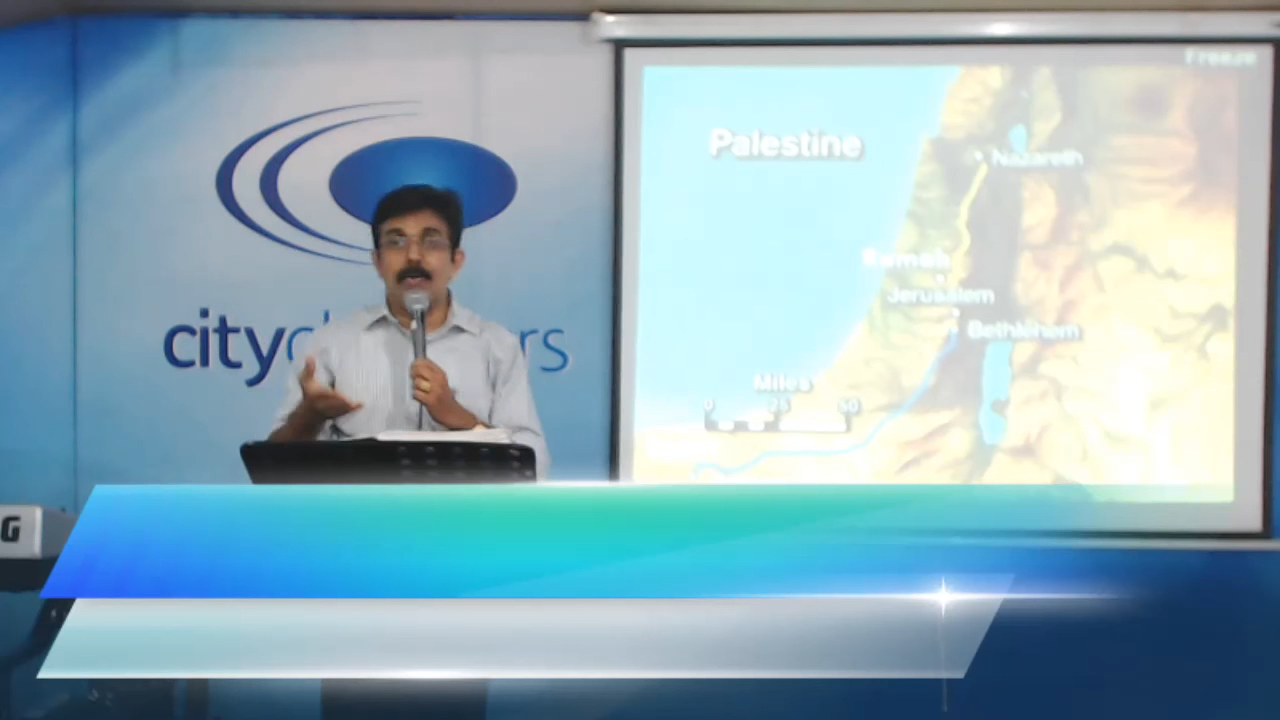 Freeze
Palestine
Nazareth
Ramah
Jerusalem
Bethlehem
Miles
0 25 50
city
rs
G